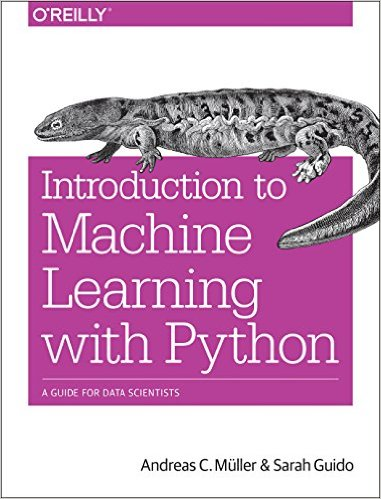 O'REILLY®
Introduction to
Machine
Learning
with Python
A GUIDE FOR DATA SCIENTISTS
Andreas C. Müller & Sarah Guido